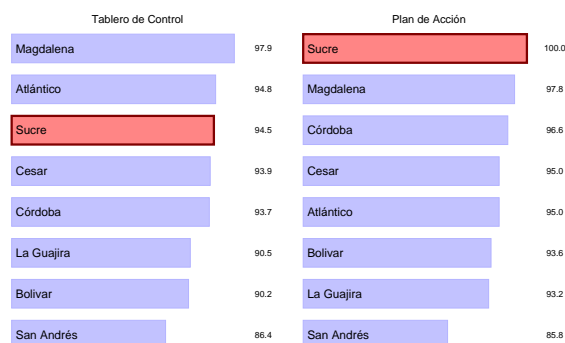 Tablero de Control
Magdalena 97.9
Atlántico 94.8
Sucre 94.5
Cesar 93.9
Córdoba 93.7
La Guajira 90.5
Bolivar 90.2
San Andrés 86.4
Plan de Acción
Sucre 100.0
Magdalena 97.8
Córdoba 96.6
Cesar 95.0
Atlántico 95.0
Bolivar 93.6
La Guajira 93.2
San Andrés 85.8